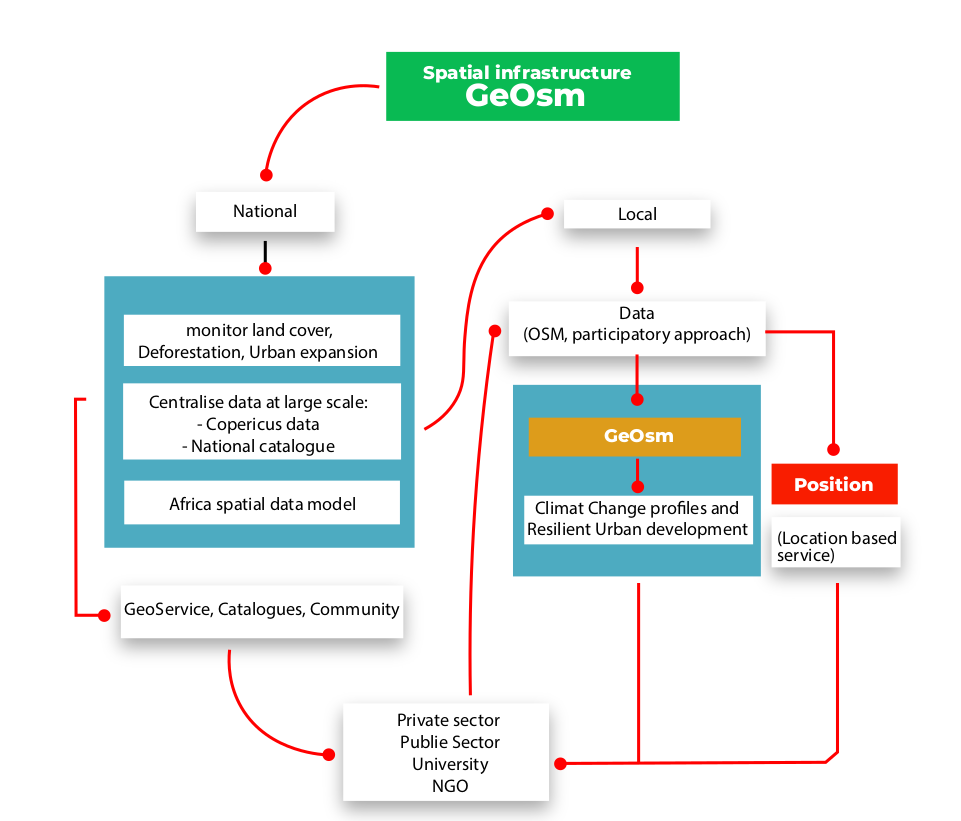 Spatial infrastructure
GeOsm
National
Local
monitor land cover,
Deforestation, Urban expansion
Centralise data at large scale:
- Copericus data
- National catalogue
Africa spatial data model
Data
(OSM, participatory approach)
GeOsm
Climat Change profiles and
Resilient Urban development
Position
(Location based
service)
GeoService, Catalogues, Community
Private sector
Publie Sector
University
NGO